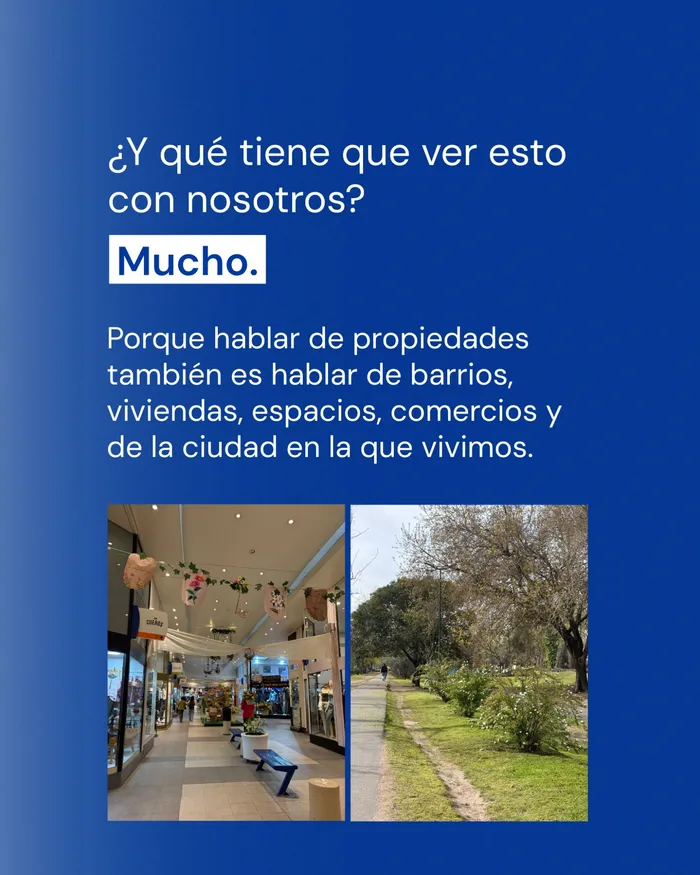 ¿Y qué tiene que ver esto
con nosotros?
Mucho.
Porque hablar de propiedades
también es hablar de barrios,
viviendas, espacios, comercios y
de la ciudad en la que vivimos.